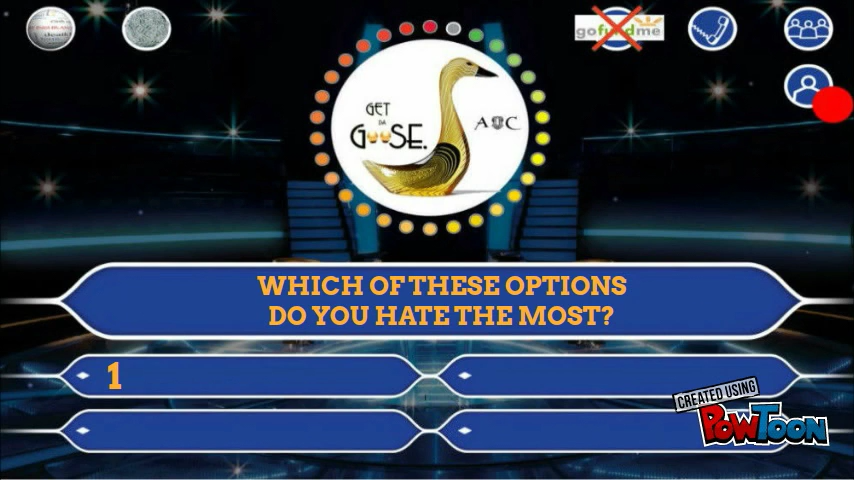 gofundme
GET
DA
GOOSE.
AOC
WHICH OF THESE OPTIONS
DO YOU HATE THE MOST?
1
CREATED USING
POWTOON